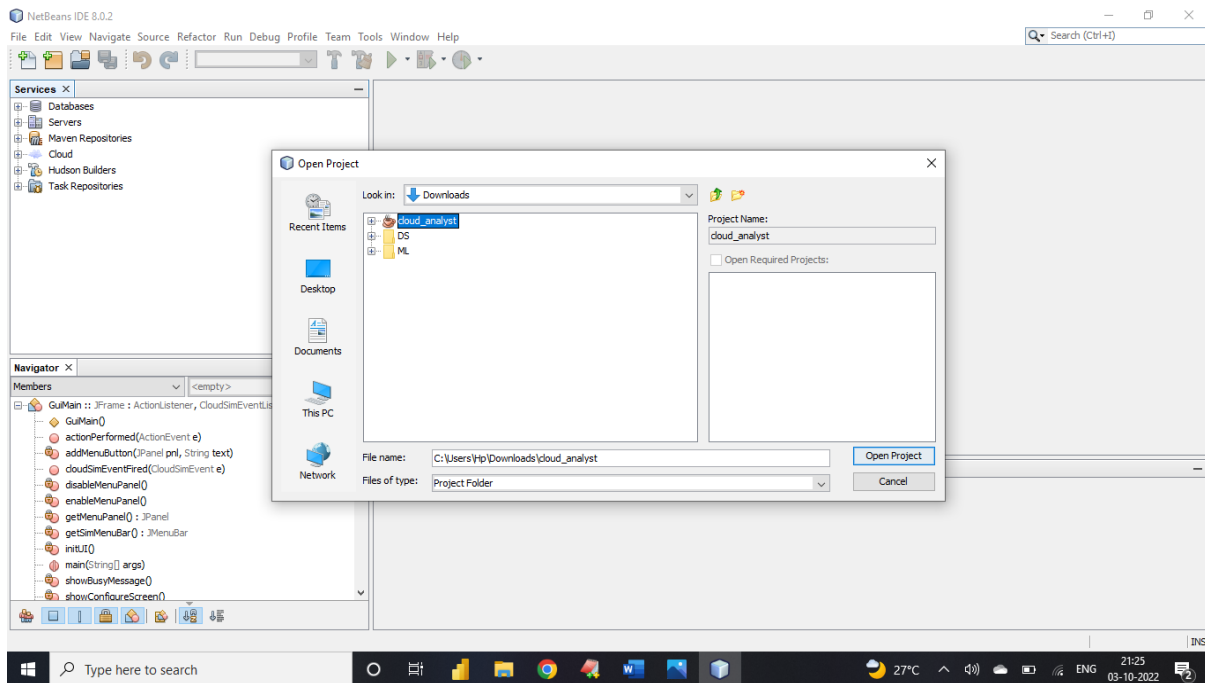 NetBeans IDE 8.0.2
File Edit View Navigate Source Refactor Run Debug Profile Team Tools Window Help
Search (Ctrl+I)
Services
Databases
Servers
Maven Repositories
Cloud
Hudson Builders
Task Repositories
Open Project
Look in: Downloads
Recent Items
Desktop
Documents
This PC
Network
cloud_analyst
DS
ML
Project Name:
cloud_analyst
Open Required Projects:
File name: C:\Users\Hp\Downloads\cloud_analyst
Open Project
Files of type: Project Folder
Cancel
Navigator
Members <empty>
GuiMain :: JFrame : ActionListener, CloudSimEventLis
GuiMain()
actionPerformed(ActionEvent e)
addMenuButton(JPanel pnl, String text)
cloudSimEventFired(CloudSimEvent e)
disableMenuPanel()
enableMenuPanel()
getMenuPanel() : JPanel
getSimMenuBar() : JMenuBar
initUI()
main(String[] args)
showBusyMessage()
showConfigureScreen()
INS
Type here to search
27°C
ENG
21:25
03-10-2022
2